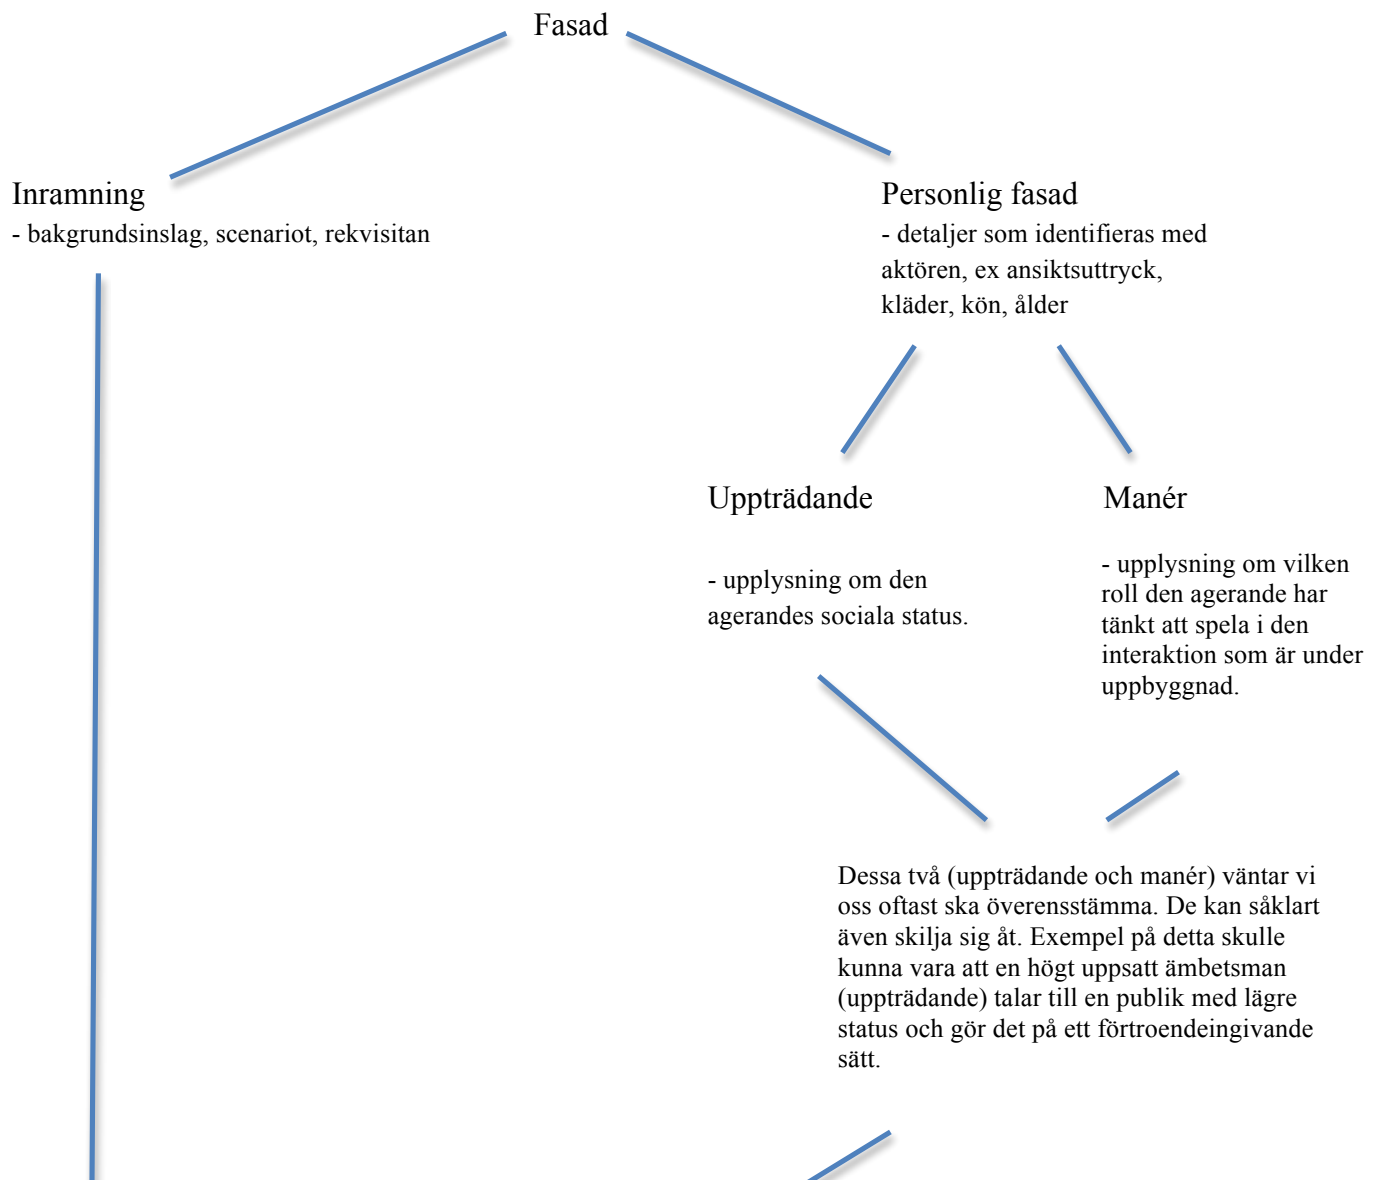 Fasad
Inramning
- bakgrundsinslag, scenariot, rekvisitan
Personlig fasad
- detaljer som identifieras med
aktören, ex ansiktsuttryck,
kläder, kön, ålder
Uppträdande
- upplysning om den
agerandes sociala status.
Manér
- upplysning om vilken
roll den agerande har
tänkt att spela i den
interaktion som är under
uppbyggnad.
Dessa två (uppträdande och manér) väntar vi
oss oftast ska överensstämma. De kan såklart
även skilja sig åt. Exempel på detta skulle
kunna vara att en högt uppsatt ämbetsman
(uppträdande) talar till en publik med lägre
status och gör det på ett förtroendeingivande
sätt.